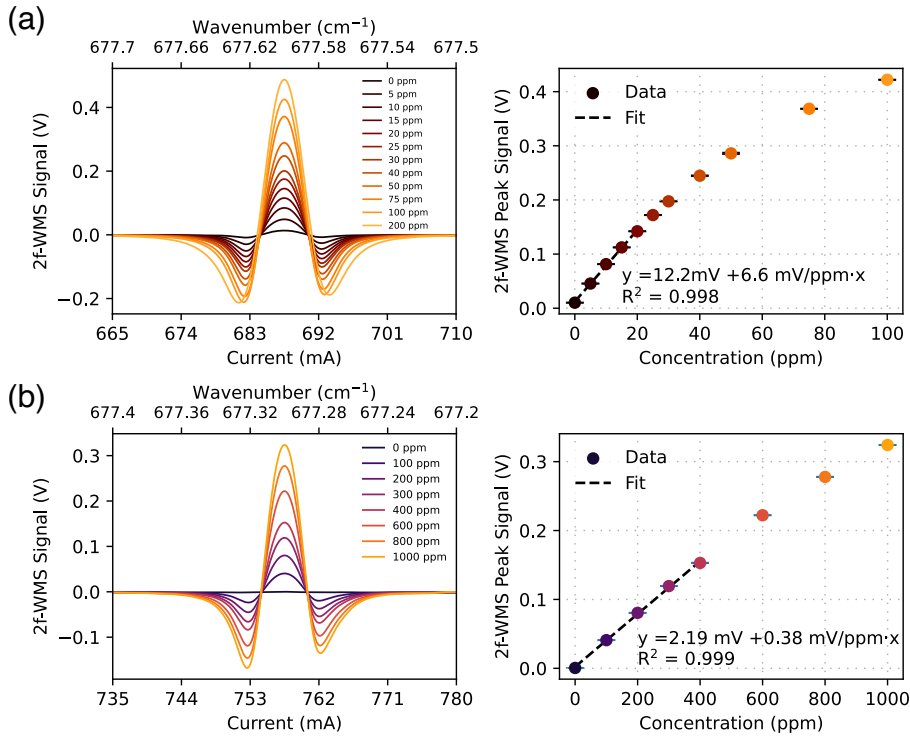 (a)
Wavenumber (cm⁻¹)
677.7 677.66 677.62 677.58 677.54 677.5
2f-WMS Signal (V)
0.4
0.2
0.0
−0.2
0 ppm
5 ppm
10 ppm
15 ppm
20 ppm
25 ppm
30 ppm
40 ppm
50 ppm
75 ppm
100 ppm
200 ppm
665 674 683 692 701 710
Current (mA)
2f-WMS Peak Signal (V)
0.4
0.3
0.2
0.1
0.0
Data
Fit
y =12.2mV +6.6 mV/ppm·x
R² = 0.998
0 20 40 60 80 100
Concentration (ppm)
(b)
Wavenumber (cm⁻¹)
677.4 677.36 677.32 677.28 677.24 677.2
2f-WMS Signal (V)
0.3
0.2
0.1
0.0
−0.1
0 ppm
100 ppm
200 ppm
300 ppm
400 ppm
600 ppm
800 ppm
1000 ppm
735 744 753 762 771 780
Current (mA)
2f-WMS Peak Signal (V)
0.3
0.2
0.1
0.0
Data
Fit
y =2.19 mV +0.38 mV/ppm·x
R² = 0.999
0 200 400 600 800 1000
Concentration (ppm)